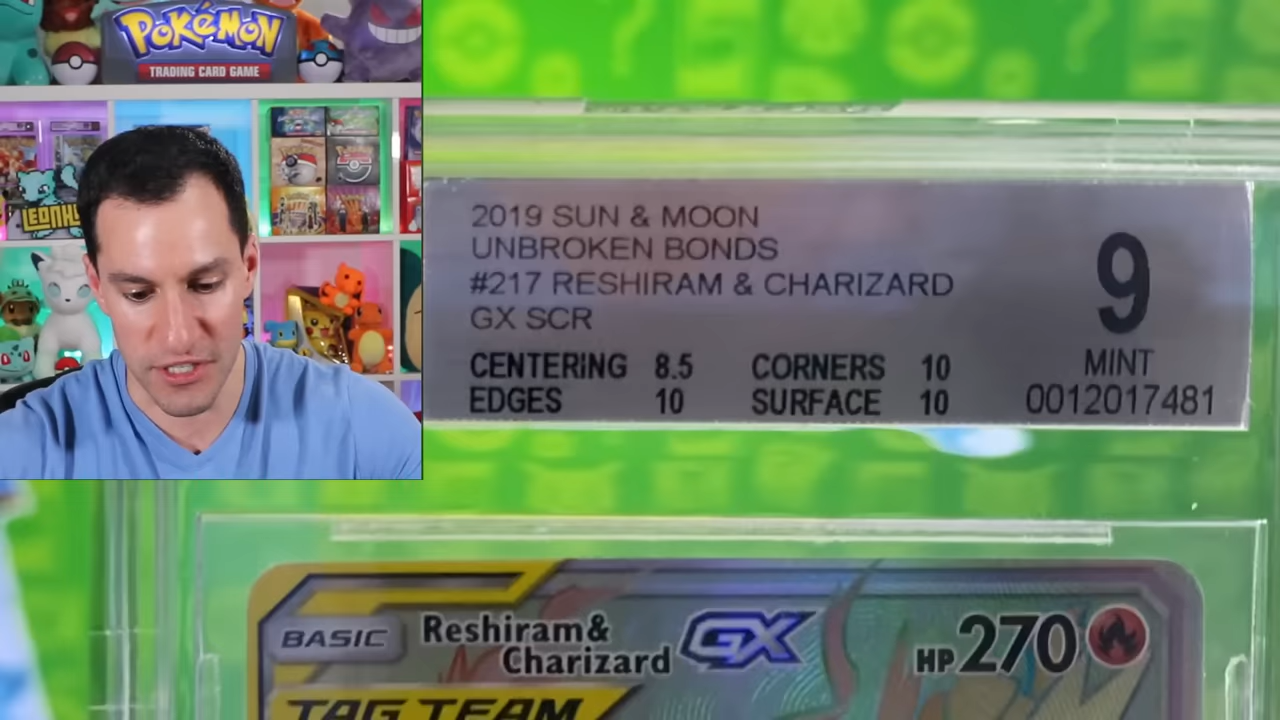 POKéMON
TRADING CARD GAME
LEONH
2019 SUN & MOON
UNBROKEN BONDS
#217 RESHIRAM & CHARIZARD
GX SCR
9
MINT
CENTERING 8.5 CORNERS 10
EDGES 10 SURFACE 10
0012017481
BASIC Reshiram& Charizard GX HP 270
TAG TEAM